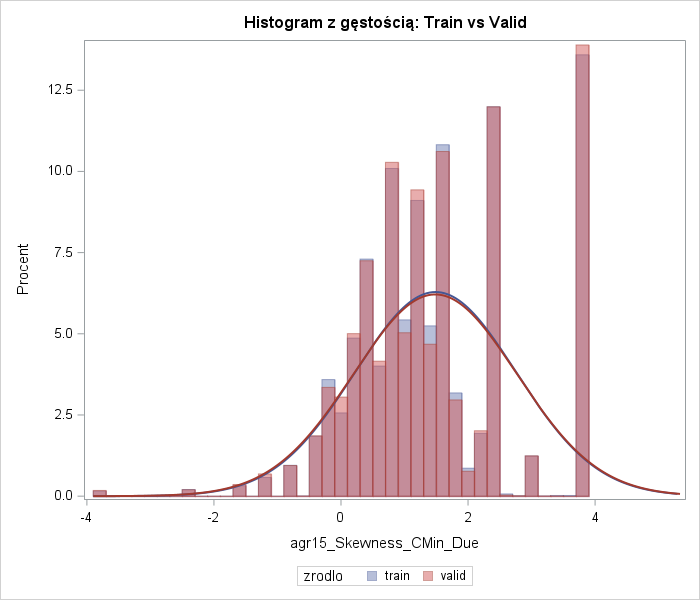 Histogram z gęstością: Train vs Valid
12.5
10.0
7.5
5.0
2.5
0.0
Procent
-4 -2 0 2 4
agr15_Skewness_CMin_Due
zrodlo train valid